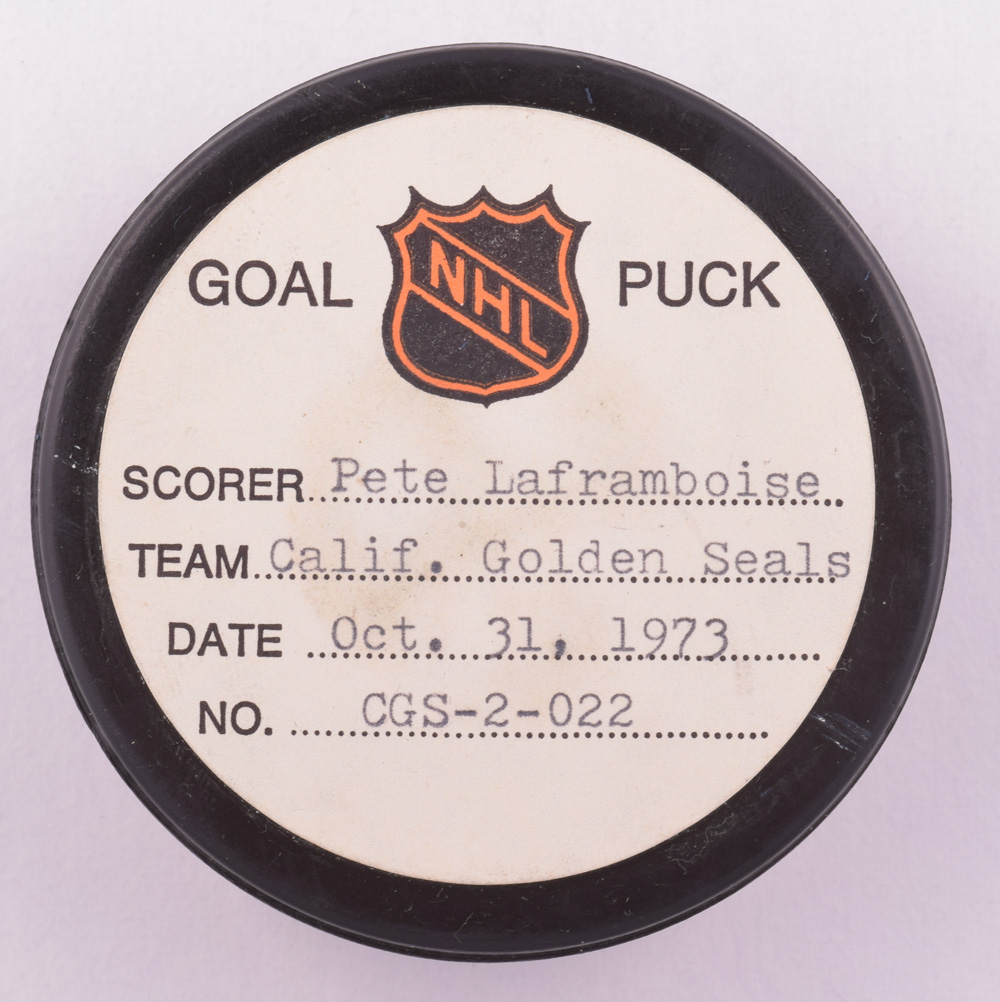 GOAL NHL PUCK
SCORER Pete Laframboise
TEAM Calif. Golden Seals
DATE Oct. 31, 1973
NO. CGS-2-022